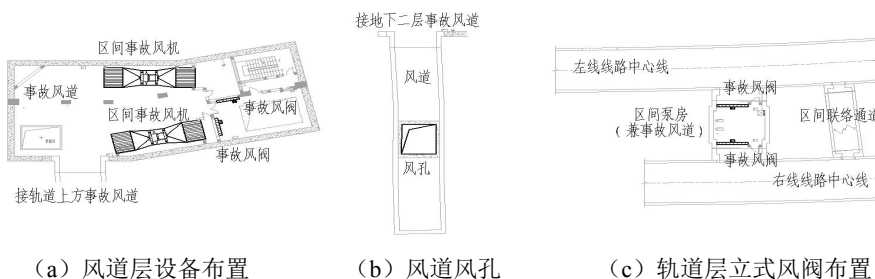 区间事故风机
事故风道
区间事故风机
事故风阀
事故风阀
接轨道上方事故风道
(a) 风道层设备布置
接地下二层事故风道
风道
风孔
(b) 风道风孔
左线线路中心线
事故风阀
区间泵房
(兼事故风道)
区间联络通道
事故风阀
右线线路中心线
(c) 轨道层立式风阀布置